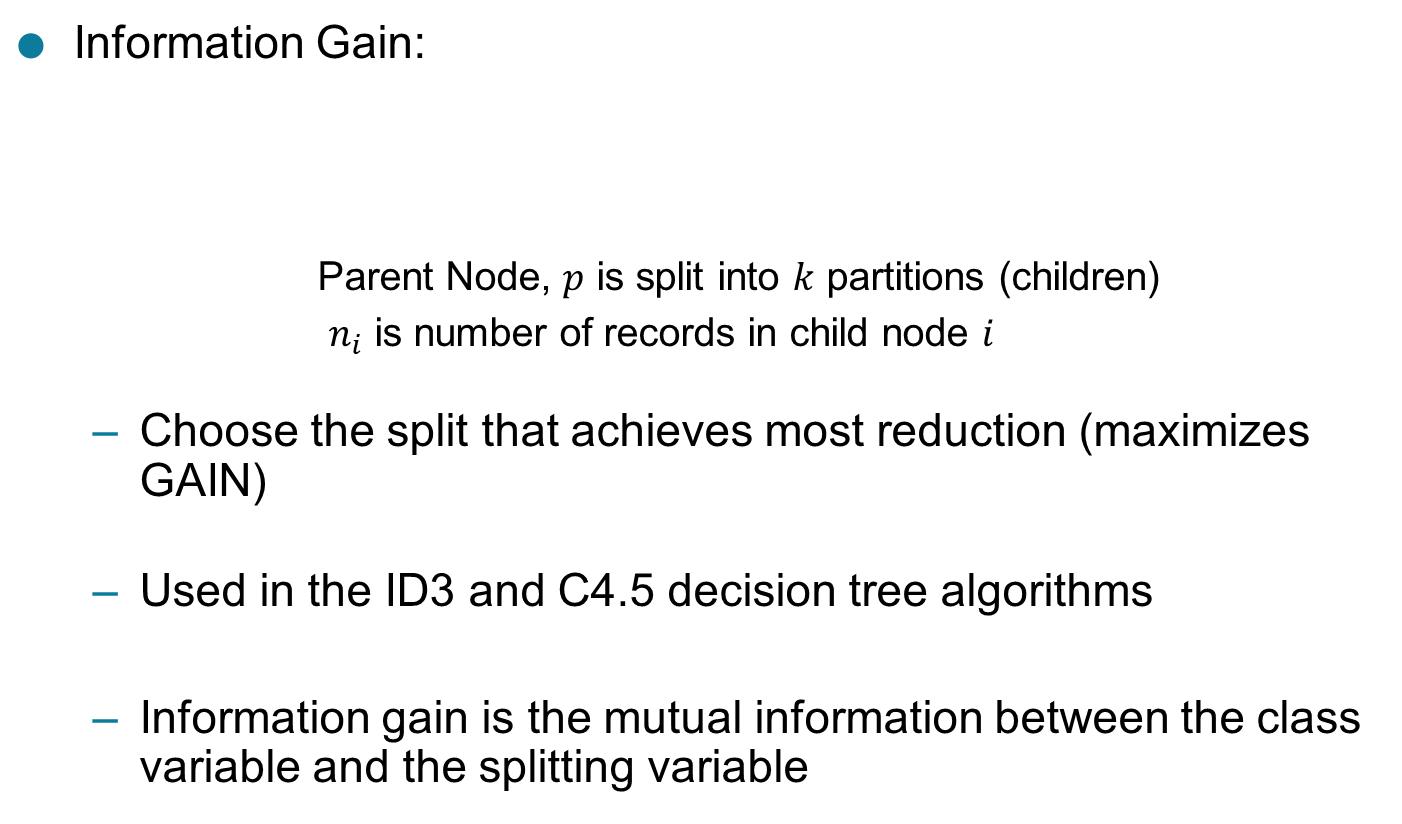 ● Information Gain:
Parent Node, p is split into k partitions (children)
nᵢ is number of records in child node i
– Choose the split that achieves most reduction (maximizes
GAIN)
– Used in the ID3 and C4.5 decision tree algorithms
– Information gain is the mutual information between the class
variable and the splitting variable